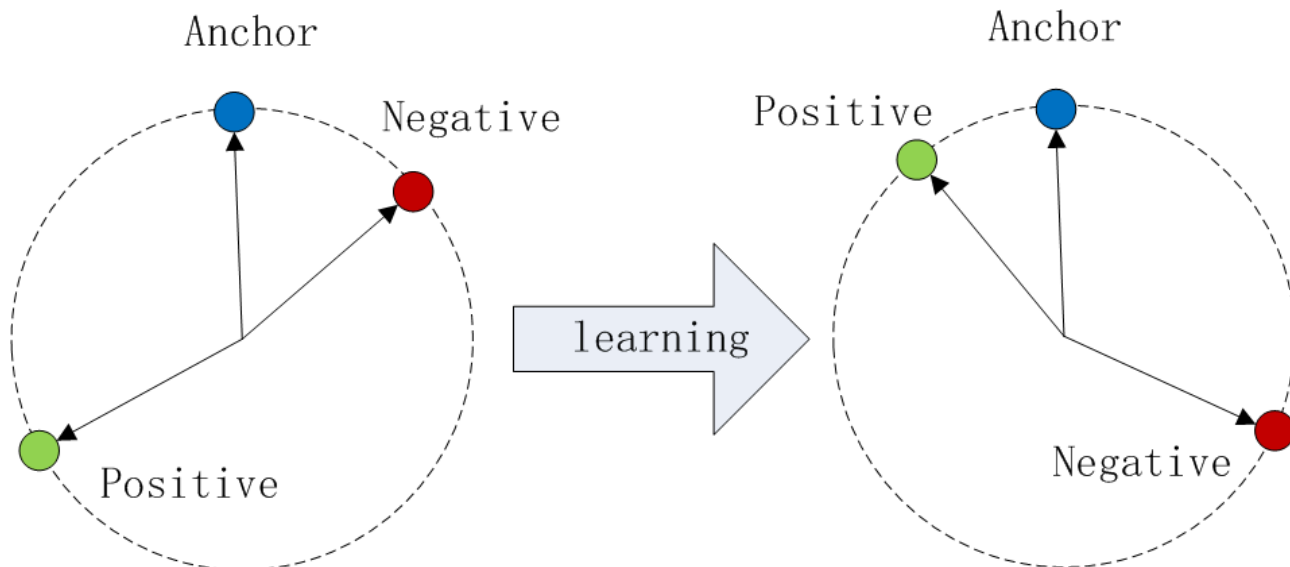 Anchor
Negative
Positive
learning
Anchor
Positive
Negative